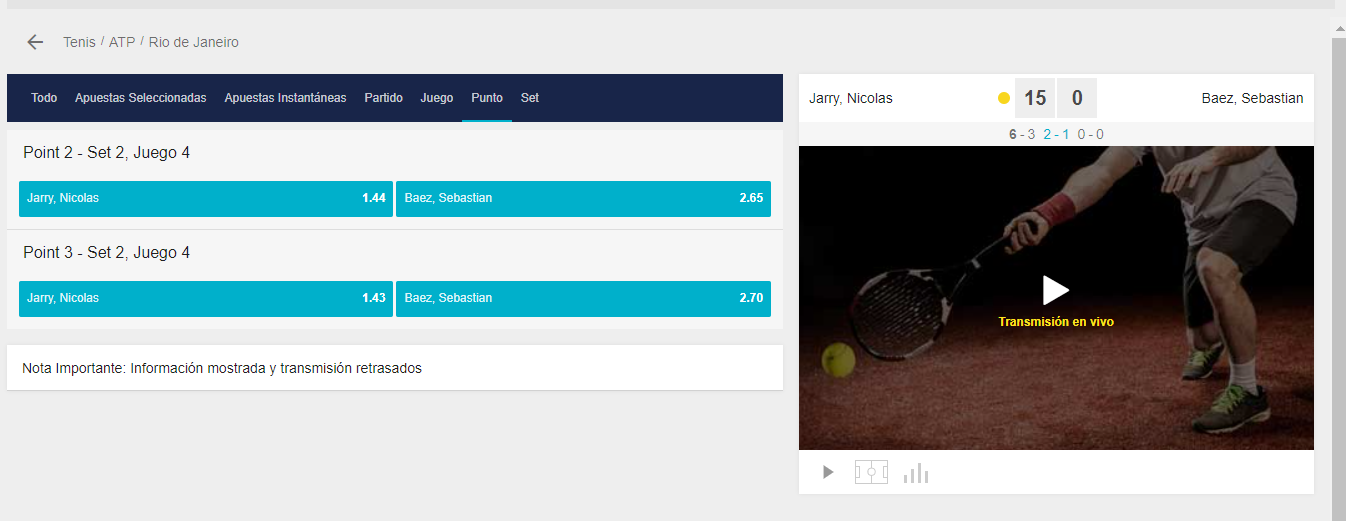 Tenis / ATP / Rio de Janeiro
Todo Apuestas Seleccionadas Apuestas Instantáneas Partido Juego Punto Set
Point 2 - Set 2, Juego 4
Jarry, Nicolas 1.44 Baez, Sebastian 2.65
Point 3 - Set 2, Juego 4
Jarry, Nicolas 1.43 Baez, Sebastian 2.70
Nota Importante: Información mostrada y transmisión retrasados
Jarry, Nicolas 15 0 Baez, Sebastian
6 - 3 2 - 1 0 - 0
Transmisión en vivo